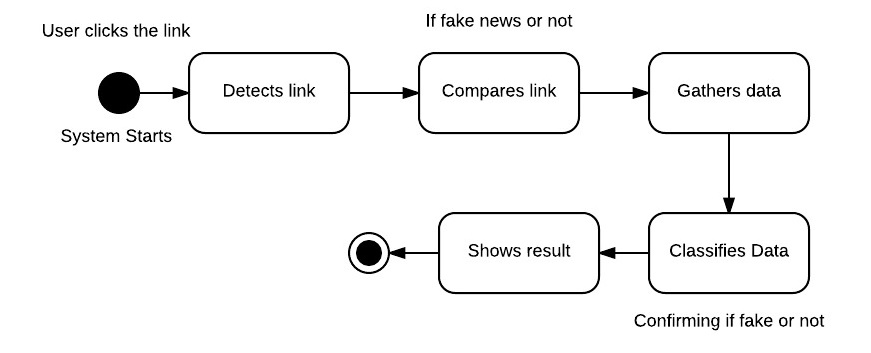 User clicks the link
If fake news or not
Detects link
Compares link
Gathers data
System Starts
Shows result
Classifies Data
Confirming if fake or not